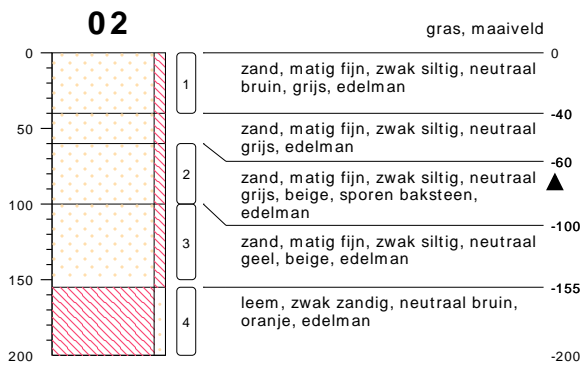 02
gras, maaiveld
0
0
1
zand, matig fijn, zwak siltig, neutraal
bruin, grijs, edelman
-40
50
zand, matig fijn, zwak siltig, neutraal
grijs, edelman
-60
2
zand, matig fijn, zwak siltig, neutraal
grijs, beige, sporen baksteen,
edelman
100
-100
3
zand, matig fijn, zwak siltig, neutraal
geel, beige, edelman
150
-155
4
leem, zwak zandig, neutraal bruin,
oranje, edelman
200
-200